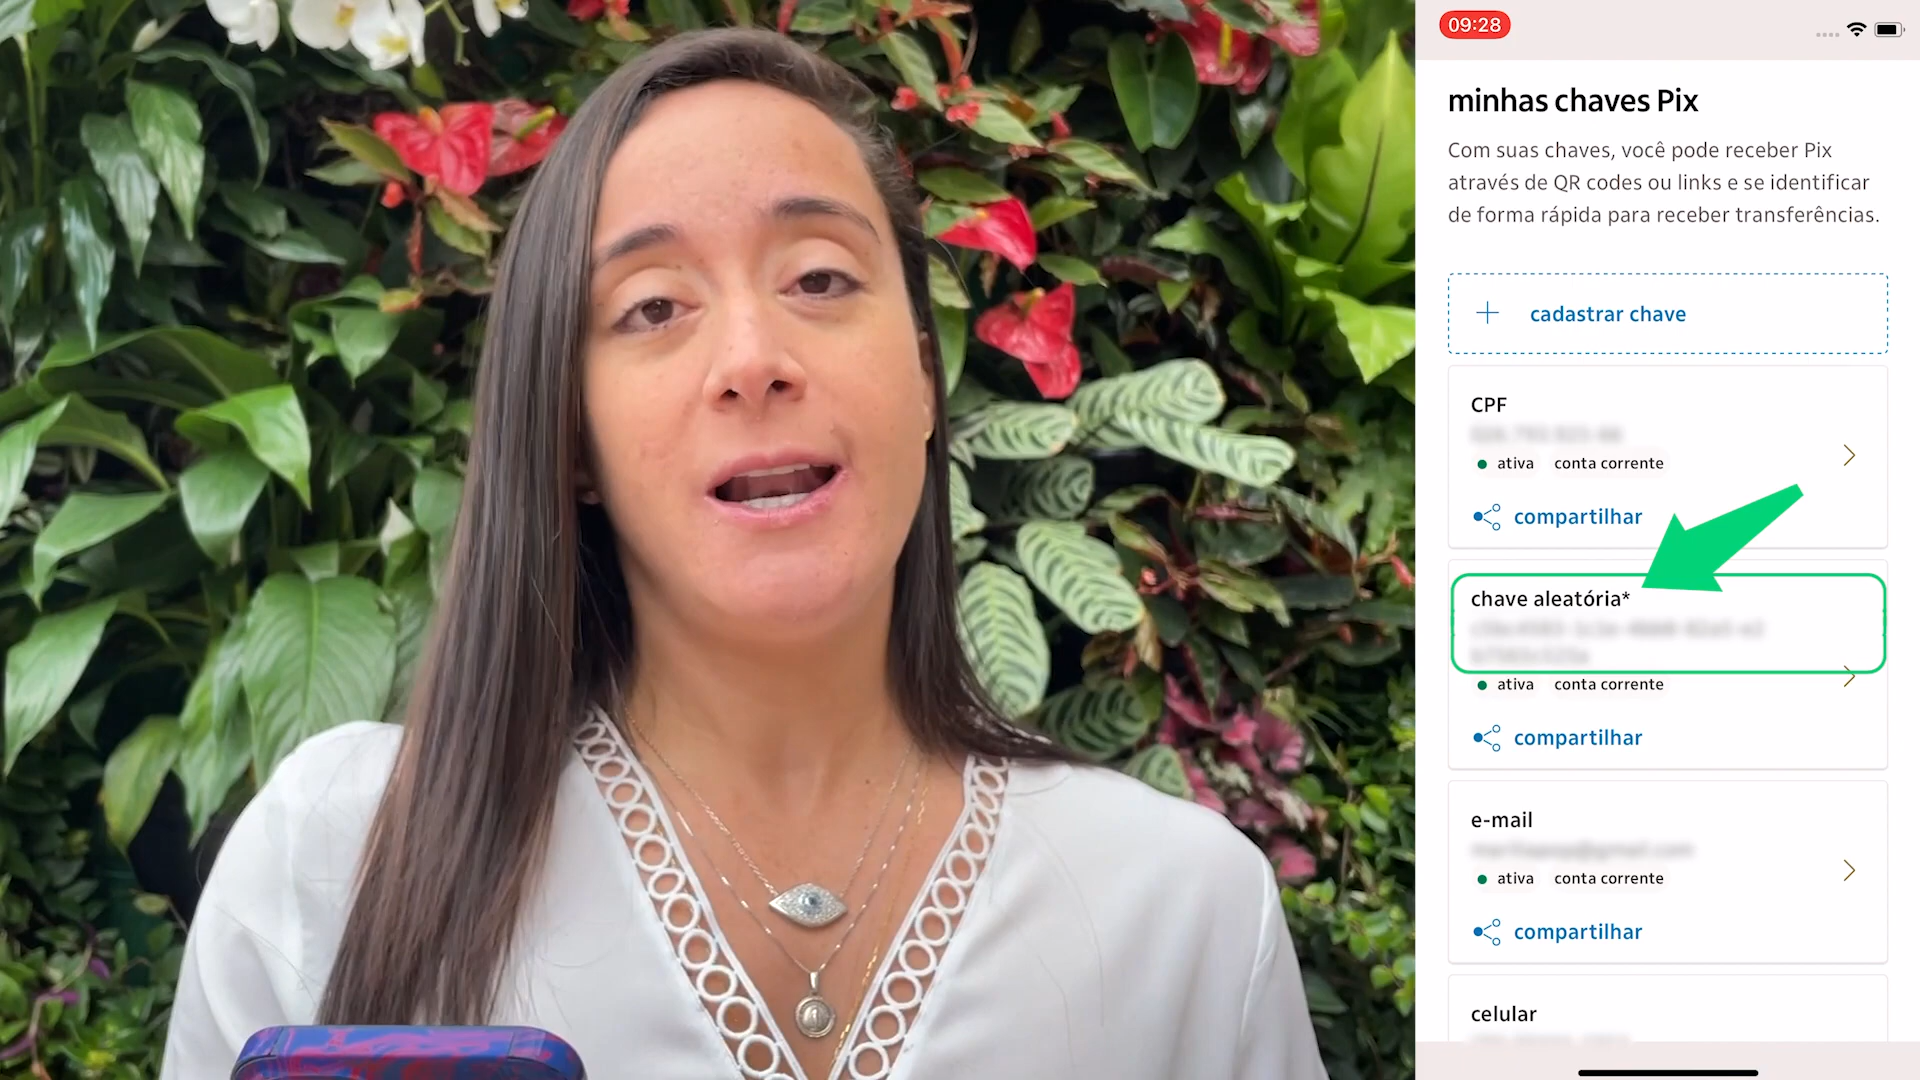 09:28
minhas chaves Pix
Com suas chaves, você pode receber Pix
através de QR codes ou links e se identificar
de forma rápida para receber transferências.
cadastrar chave
CPF
ativa conta corrente
compartilhar
chave aleatória*
ativa conta corrente
compartilhar
e-mail
ativa conta corrente
compartilhar
celular